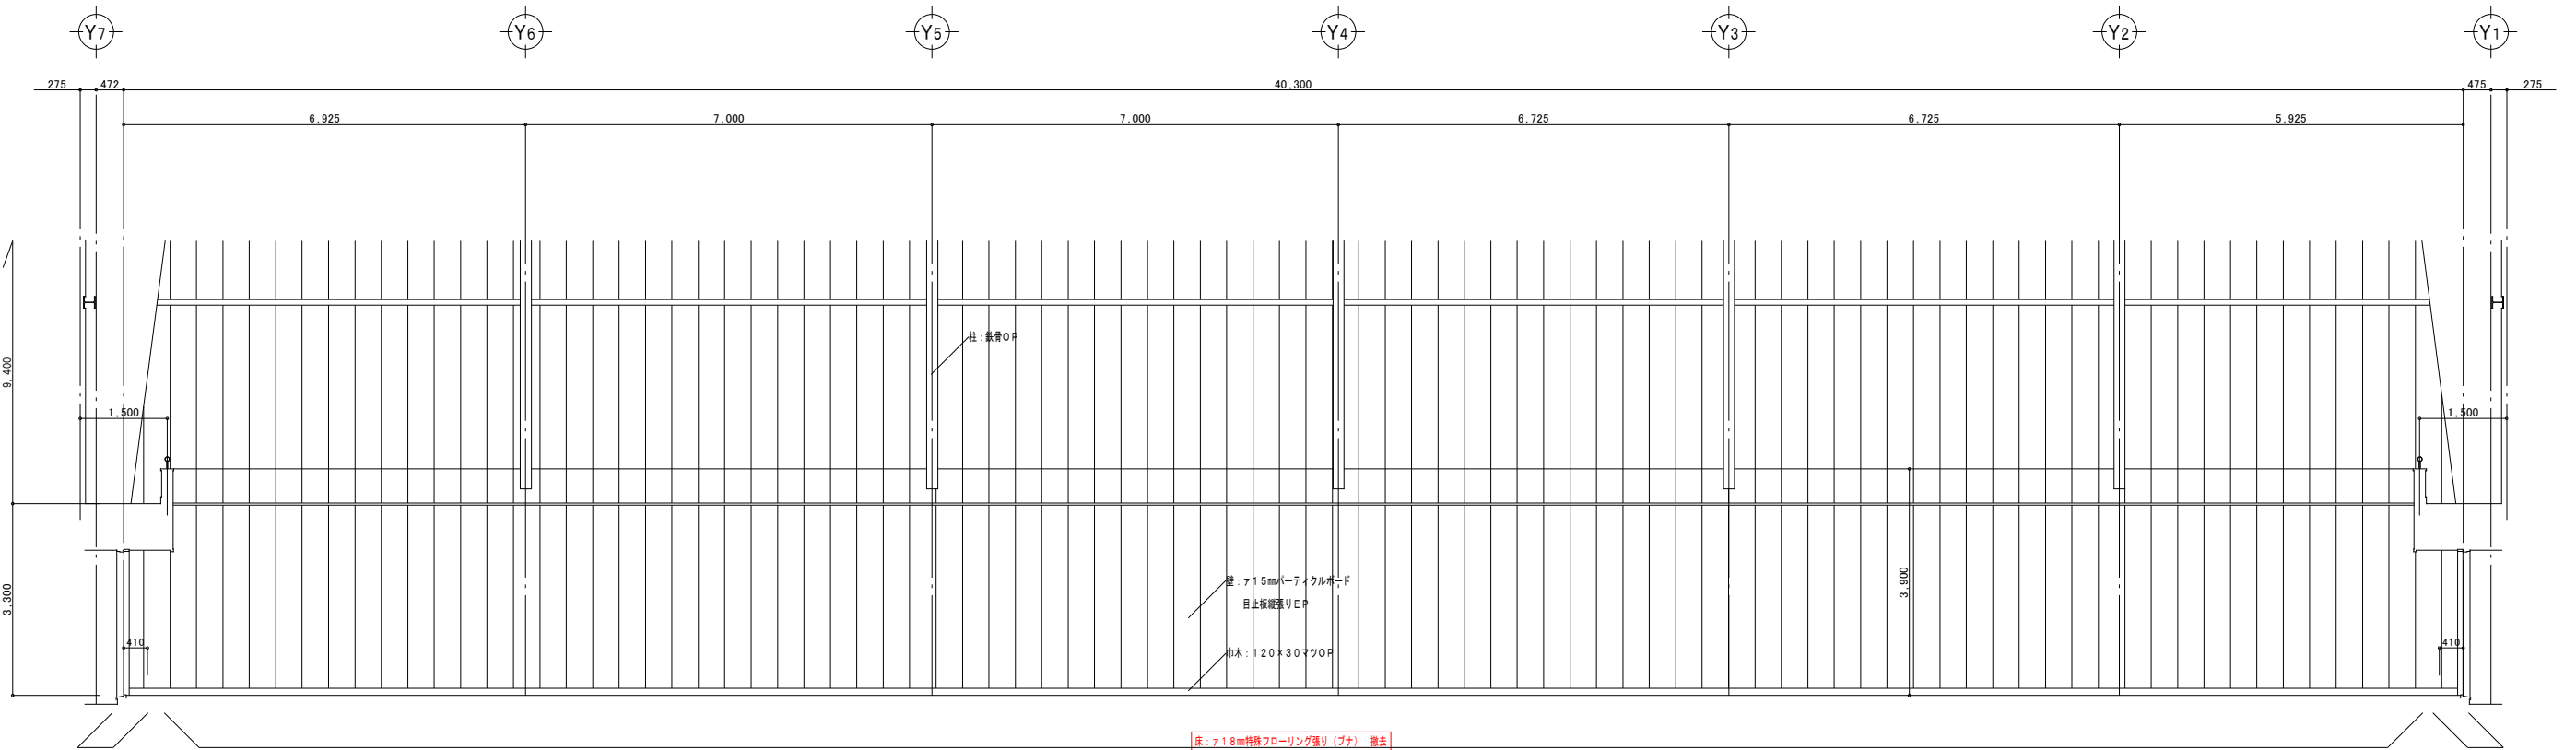 Y7 Y6 Y5 Y4 Y3 Y2 Y1
275 472 40,300 475 275
6,925 7,000 7,000 6,725 6,725 5,925
柱：鉄骨OP
9,400
1,500 1,500
壁：ｱ15㎜パーティクルボード
目止板縦張りEP
3,900
3,300
410 410
巾木：120×30マツOP
床：ｱ18㎜特殊フローリング張り（ブナ） 撤去